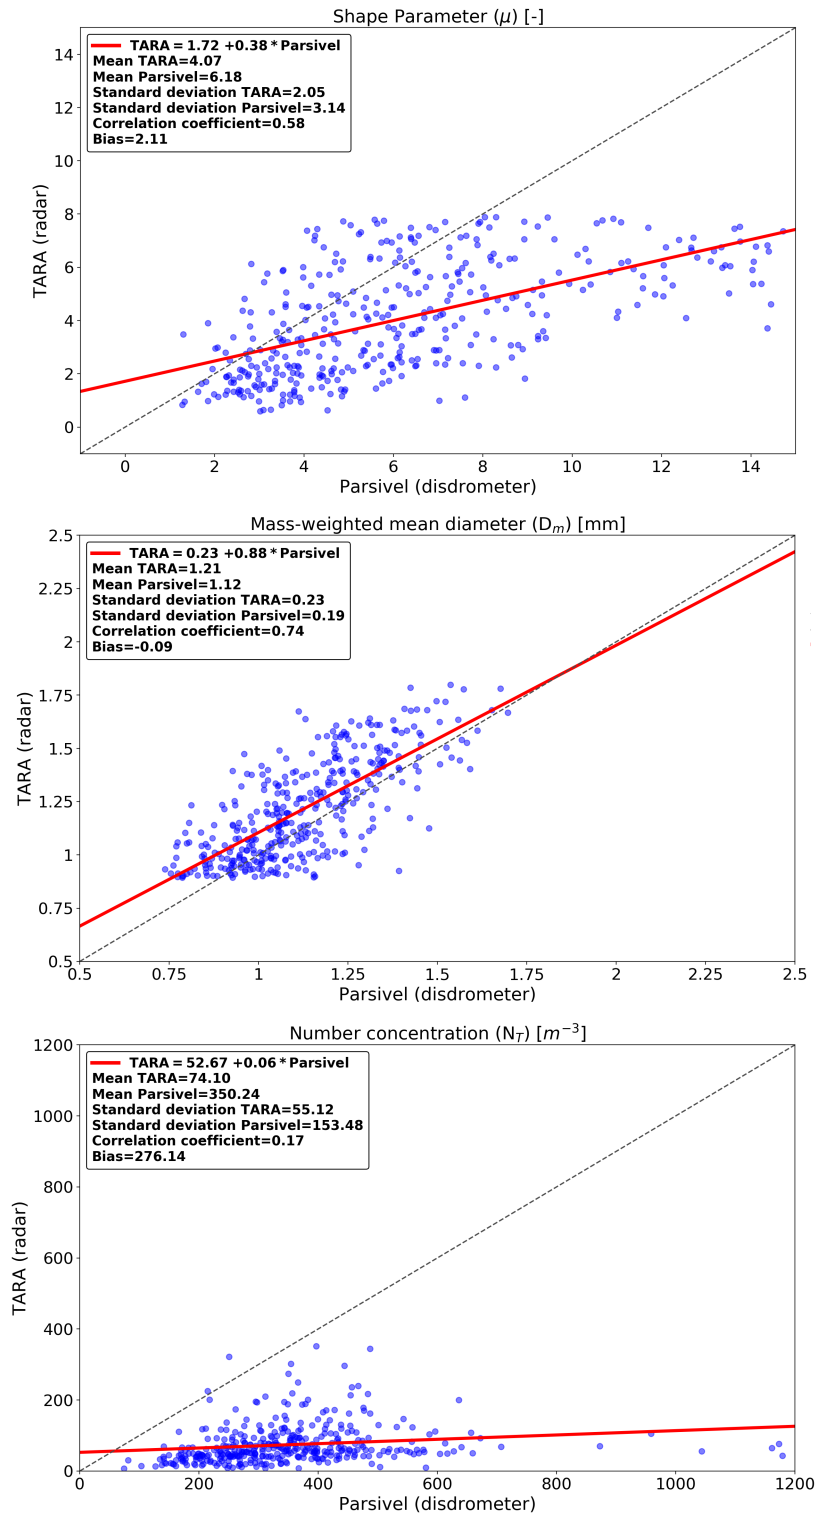 Shape Parameter (μ) [-]
TARA = 1.72 +0.38 * Parsivel
Mean TARA=4.07
Mean Parsivel=6.18
Standard deviation TARA=2.05
Standard deviation Parsivel=3.14
Correlation coefficient=0.58
Bias=2.11
14
12
10
8
6
4
2
0
TARA (radar)
0 2 4 6 8 10 12 14
Parsivel (disdrometer)
Mass-weighted mean diameter (Dm) [mm]
TARA = 0.23 +0.88 * Parsivel
Mean TARA=1.21
Mean Parsivel=1.12
Standard deviation TARA=0.23
Standard deviation Parsivel=0.19
Correlation coefficient=0.74
Bias=-0.09
2.5
2.25
2
1.75
1.5
1.25
1
0.75
0.5
TARA (radar)
0.5 0.75 1 1.25 1.5 1.75 2 2.25 2.5
Parsivel (disdrometer)
Number concentration (NT) [m−3]
TARA = 52.67 +0.06 * Parsivel
Mean TARA=74.10
Mean Parsivel=350.24
Standard deviation TARA=55.12
Standard deviation Parsivel=153.48
Correlation coefficient=0.17
Bias=276.14
1200
1000
800
600
400
200
0
TARA (radar)
0 200 400 600 800 1000 1200
Parsivel (disdrometer)